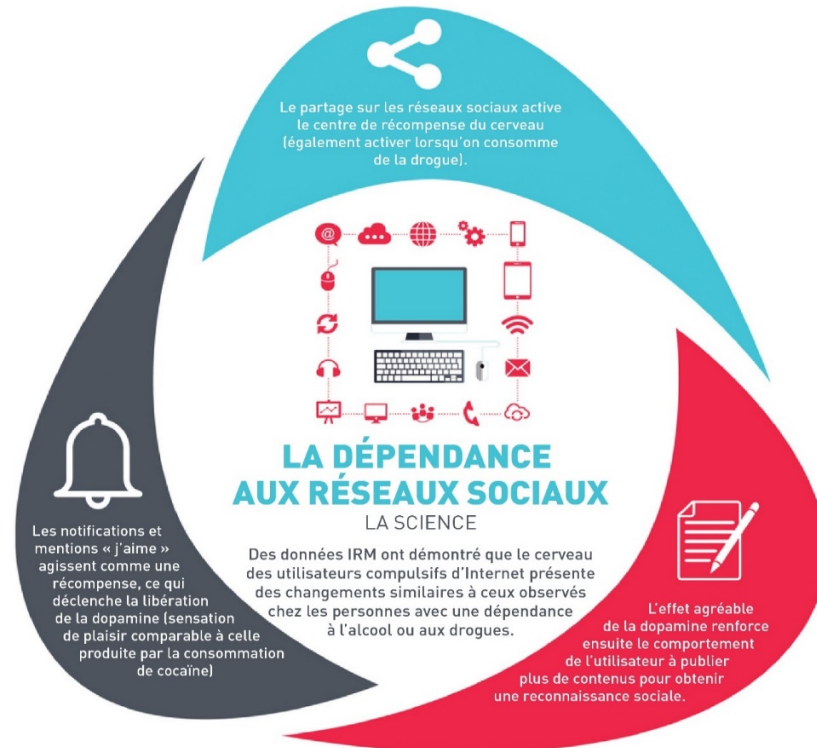 Le partage sur les réseaux sociaux active
le centre de récompense du cerveau
(également activer lorsqu'on consomme
de la drogue).
@
LA DÉPENDANCE
AUX RÉSEAUX SOCIAUX
LA SCIENCE
Des données IRM ont démontré que le cerveau
des utilisateurs compulsifs d'Internet présente
des changements similaires à ceux observés
chez les personnes avec une dépendance
à l'alcool ou aux drogues.
Les notifications et
mentions « j'aime »
agissent comme une
récompense, ce qui
déclenche la libération
de la dopamine (sensation
de plaisir comparable à celle
produite par la consommation
de cocaïne)
L'effet agréable
de la dopamine renforce
ensuite le comportement
de l'utilisateur à publier
plus de contenus pour obtenir
une reconnaissance sociale.